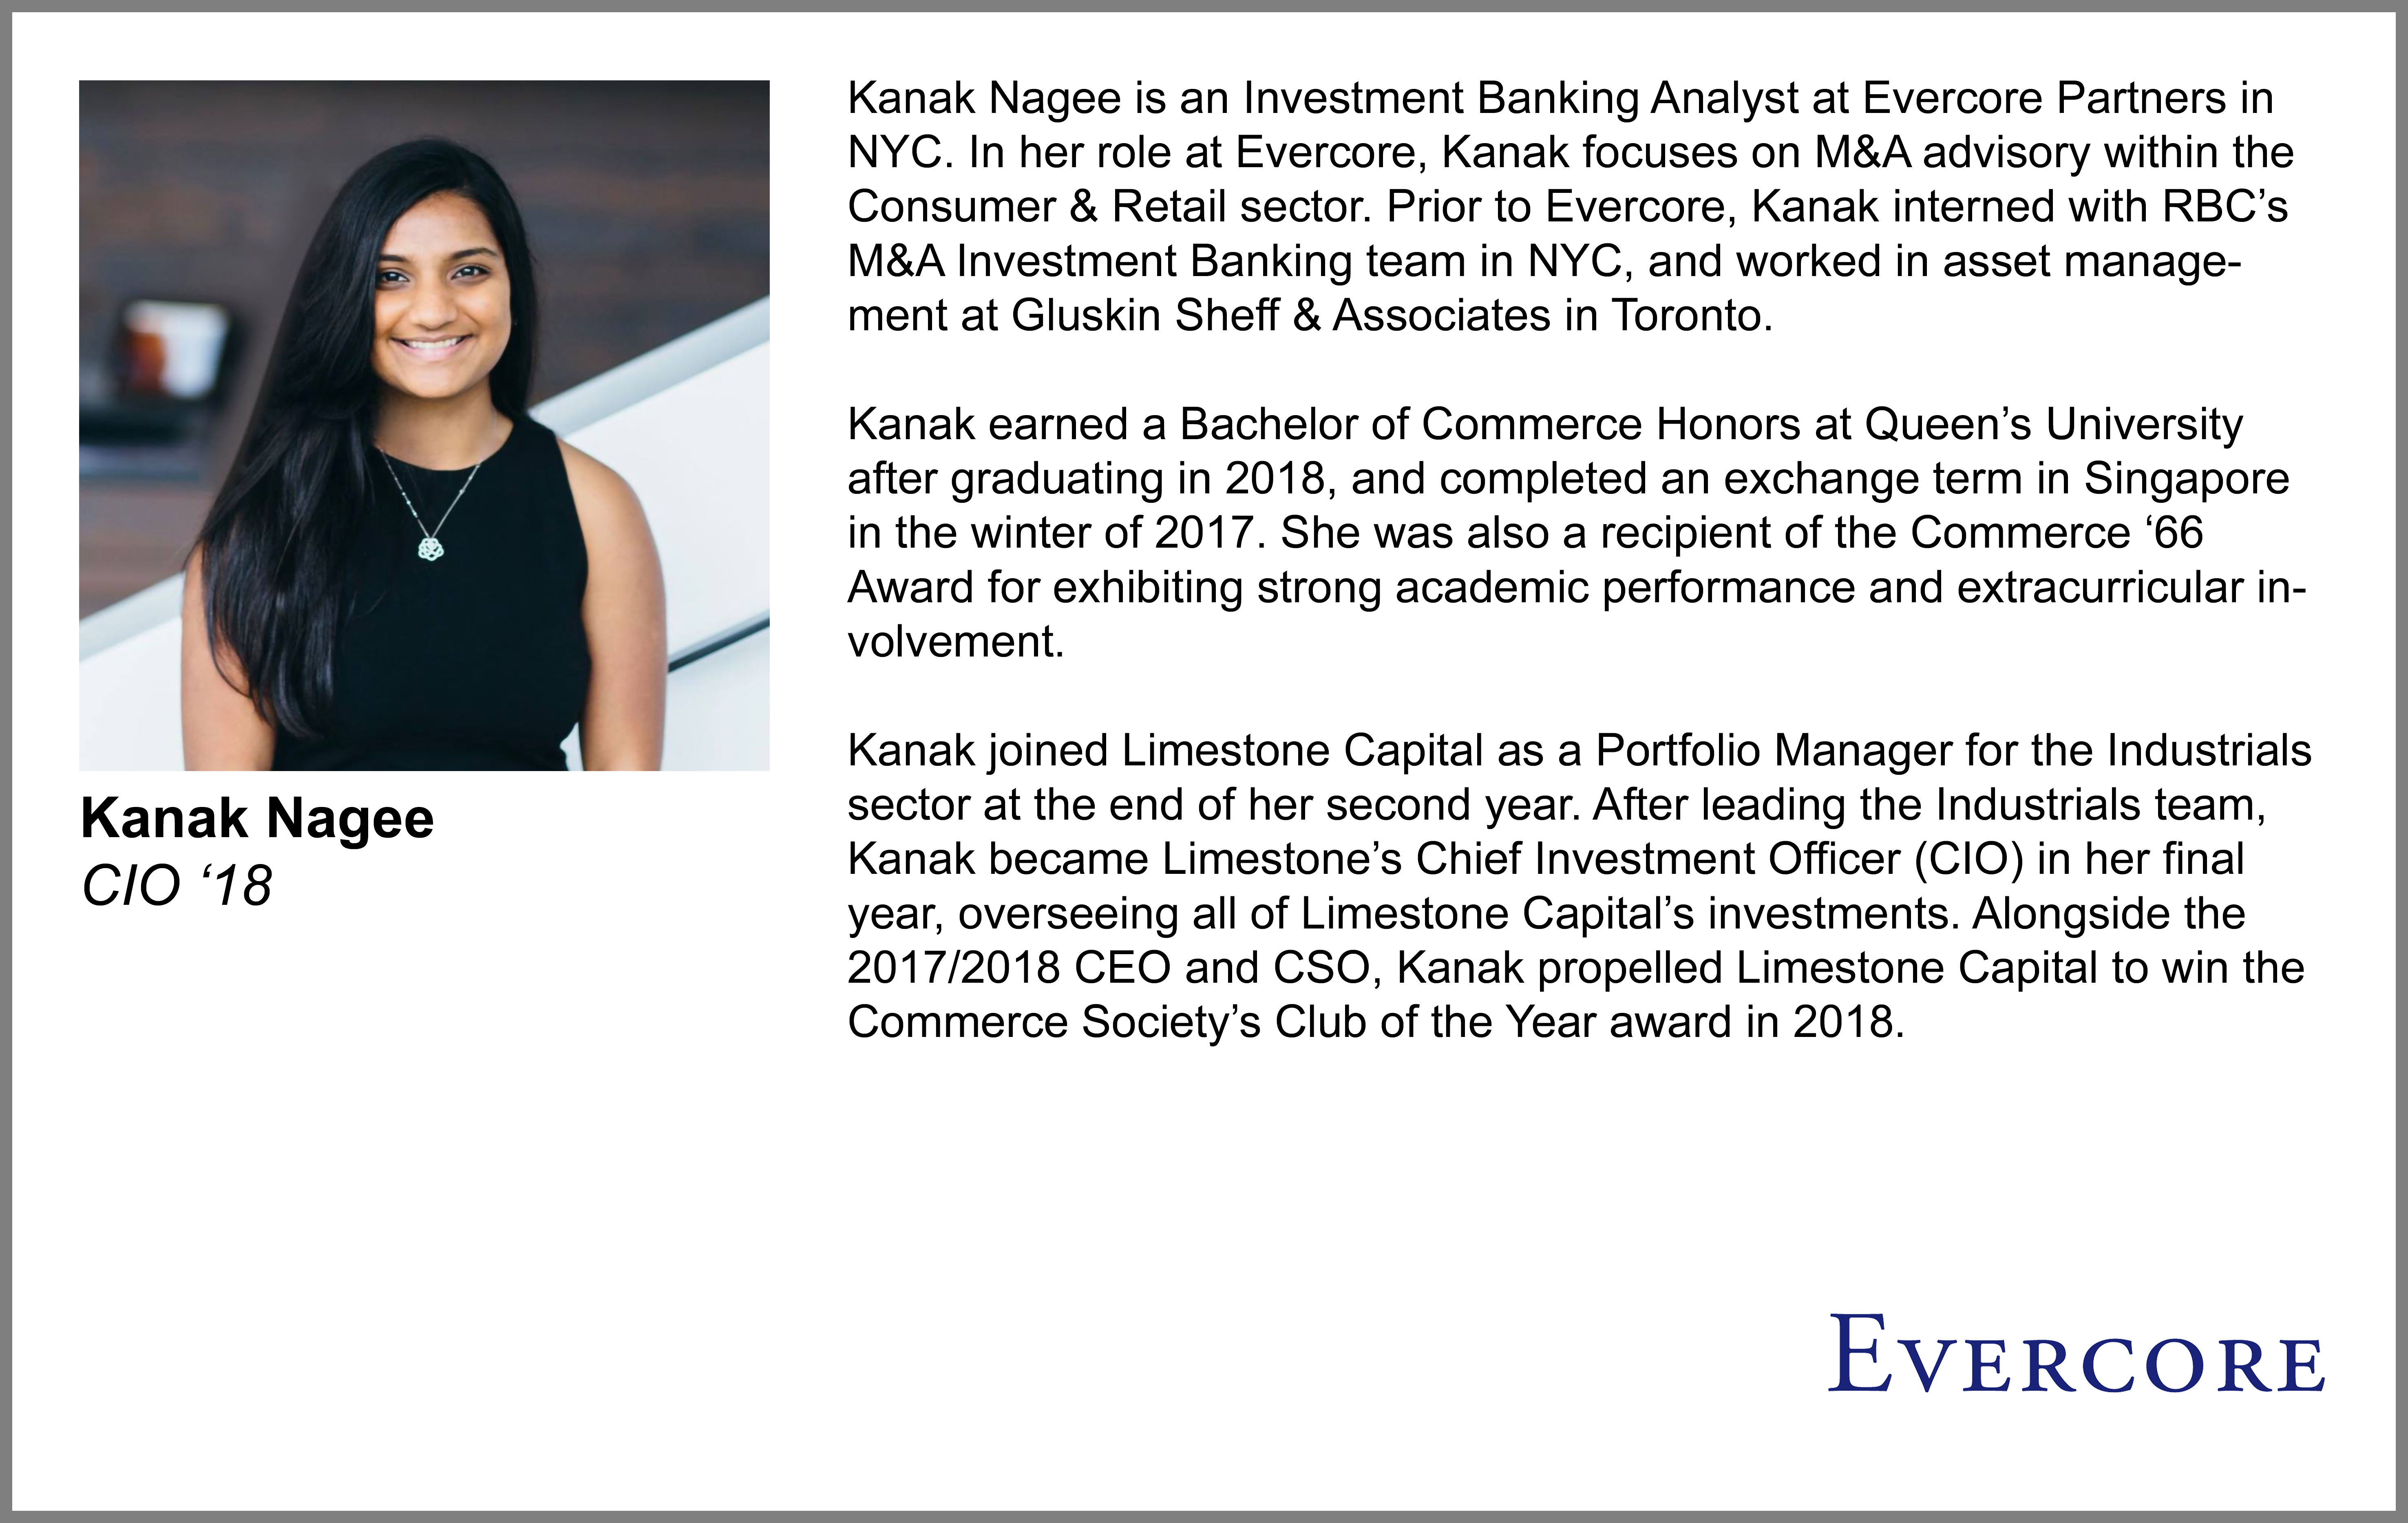 Kanak Nagee is an Investment Banking Analyst at Evercore Partners in
NYC. In her role at Evercore, Kanak focuses on M&A advisory within the
Consumer & Retail sector. Prior to Evercore, Kanak interned with RBC’s
M&A Investment Banking team in NYC, and worked in asset manage-
ment at Gluskin Sheff & Associates in Toronto.
Kanak earned a Bachelor of Commerce Honors at Queen’s University
after graduating in 2018, and completed an exchange term in Singapore
in the winter of 2017. She was also a recipient of the Commerce ‘66
Award for exhibiting strong academic performance and extracurricular in-
volvement.
Kanak joined Limestone Capital as a Portfolio Manager for the Industrials
sector at the end of her second year. After leading the Industrials team,
Kanak became Limestone’s Chief Investment Officer (CIO) in her final
year, overseeing all of Limestone Capital’s investments. Alongside the
2017/2018 CEO and CSO, Kanak propelled Limestone Capital to win the
Commerce Society’s Club of the Year award in 2018.
Kanak Nagee
CIO ‘18
EVERCORE